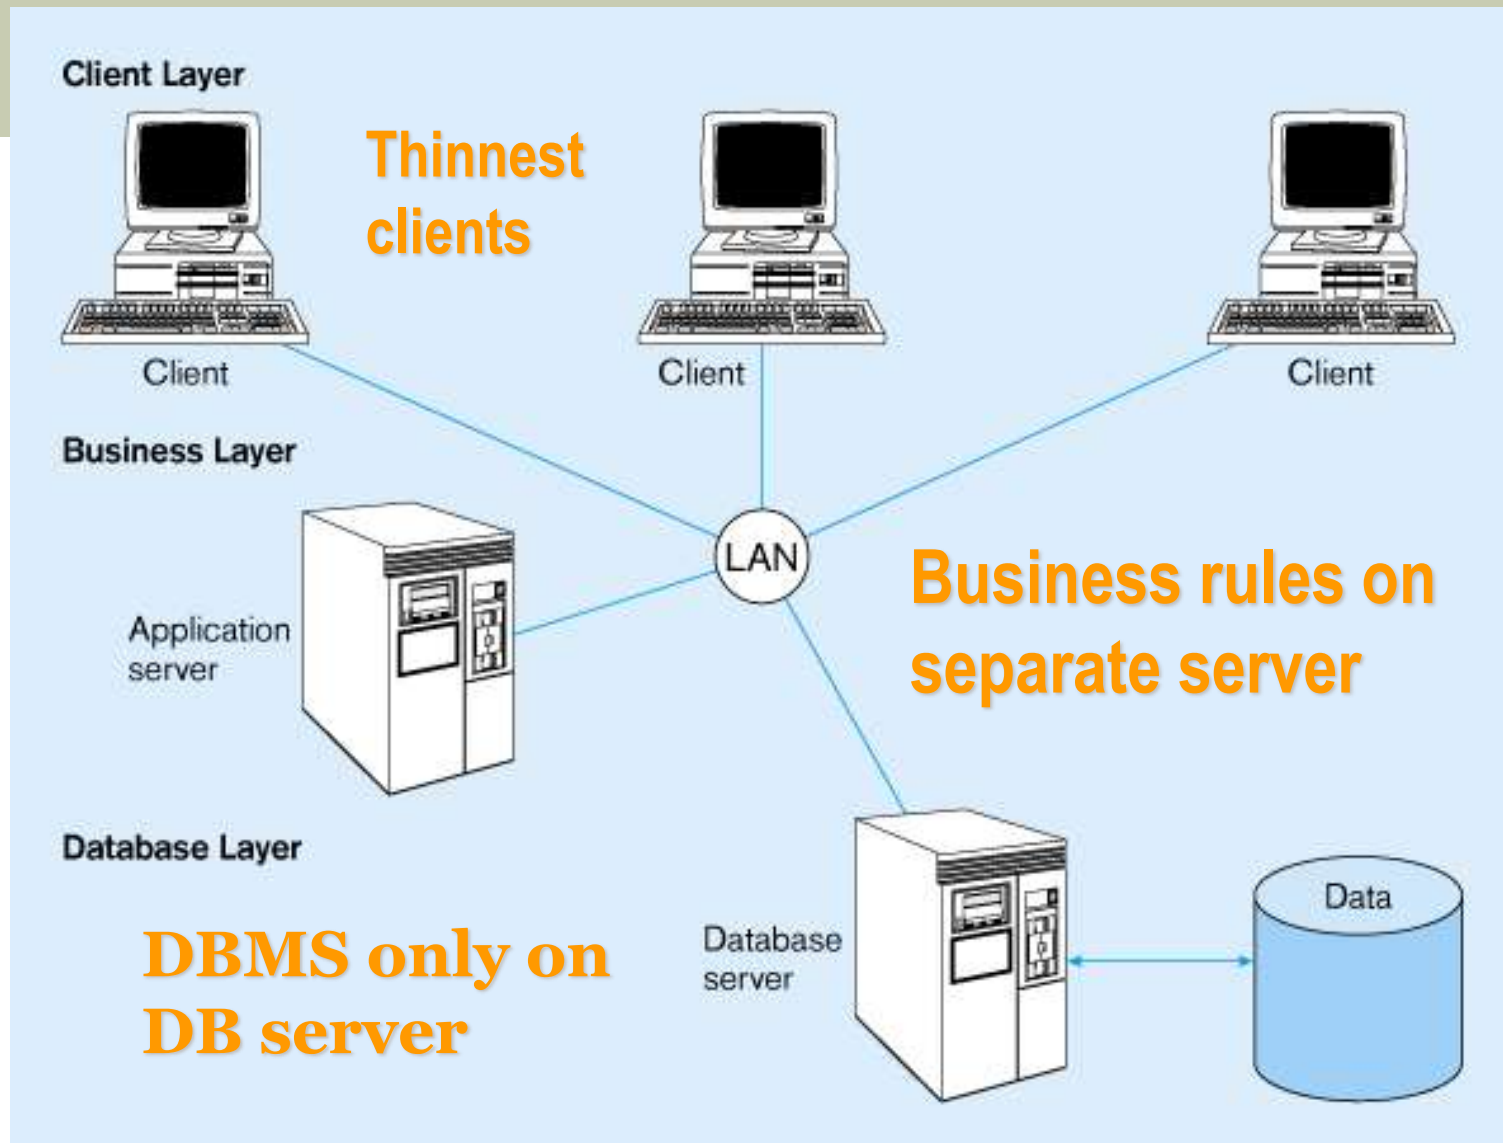 Client Layer
Thinnest
clients
Client
Client
Client
Business Layer
LAN
Application
server
Business rules on
separate server
Database Layer
DBMS only on
DB server
Database
server
Data